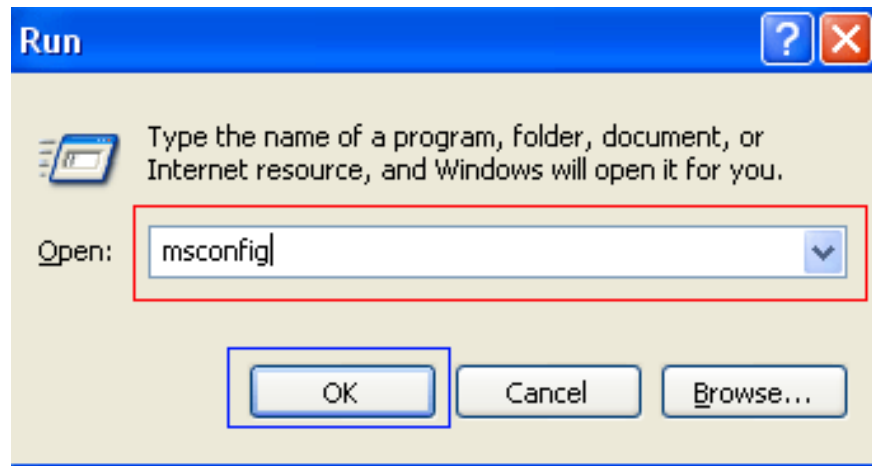 Run
Type the name of a program, folder, document, or
Internet resource, and Windows will open it for you.
Open: msconfig
OK Cancel Browse...